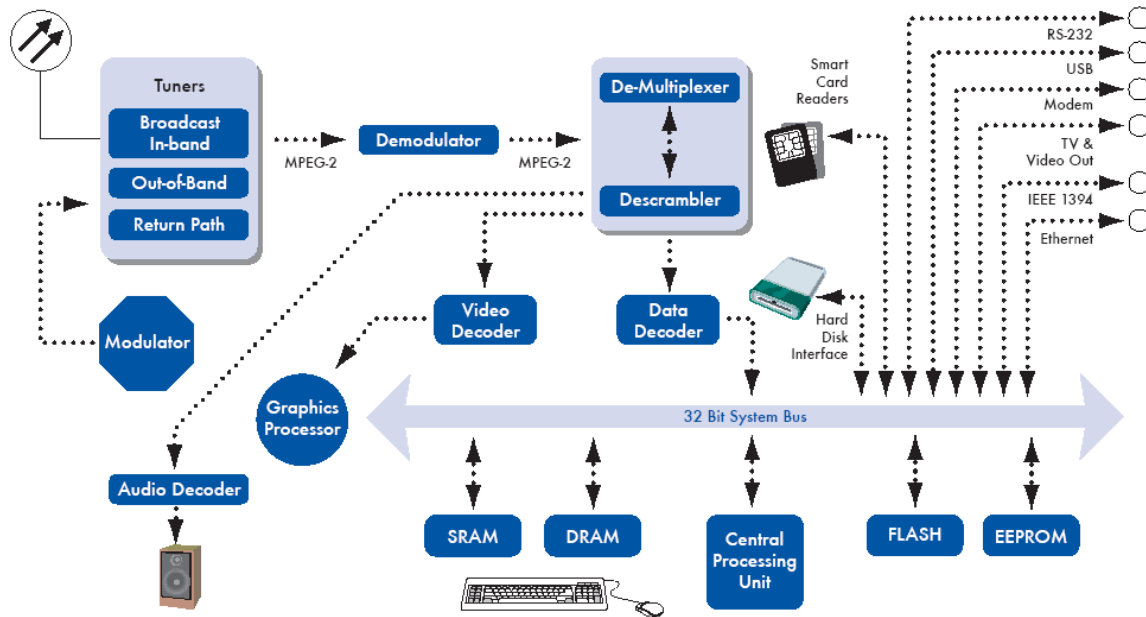 Tuners
Broadcast
In-band
Out-of-Band
Return Path
MPEG-2
Demodulator
MPEG-2
De-Multiplexer
Descrambler
Smart
Card
Readers
RS-232
USB
Modem
TV &
Video Out
IEEE 1394
Ethernet
Modulator
Video
Decoder
Data
Decoder
Hard
Disk
Interface
Graphics
Processor
32 Bit System Bus
Audio Decoder
SRAM
DRAM
Central
Processing
Unit
FLASH
EEPROM